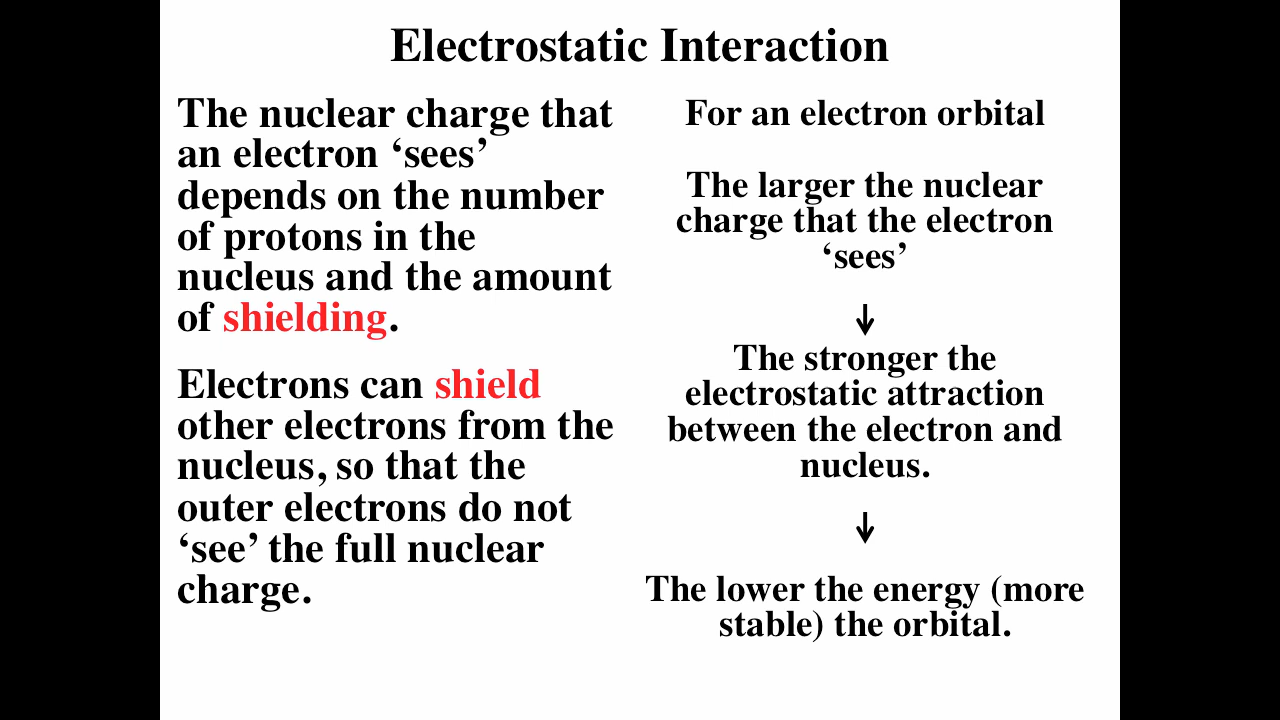 Electrostatic Interaction
The nuclear charge that
an electron ‘sees’
depends on the number
of protons in the
nucleus and the amount
of shielding.
Electrons can shield
other electrons from the
nucleus, so that the
outer electrons do not
‘see’ the full nuclear
charge.
For an electron orbital
The larger the nuclear
charge that the electron
‘sees’
↓
The stronger the
electrostatic attraction
between the electron and
nucleus.
↓
The lower the energy (more
stable) the orbital.